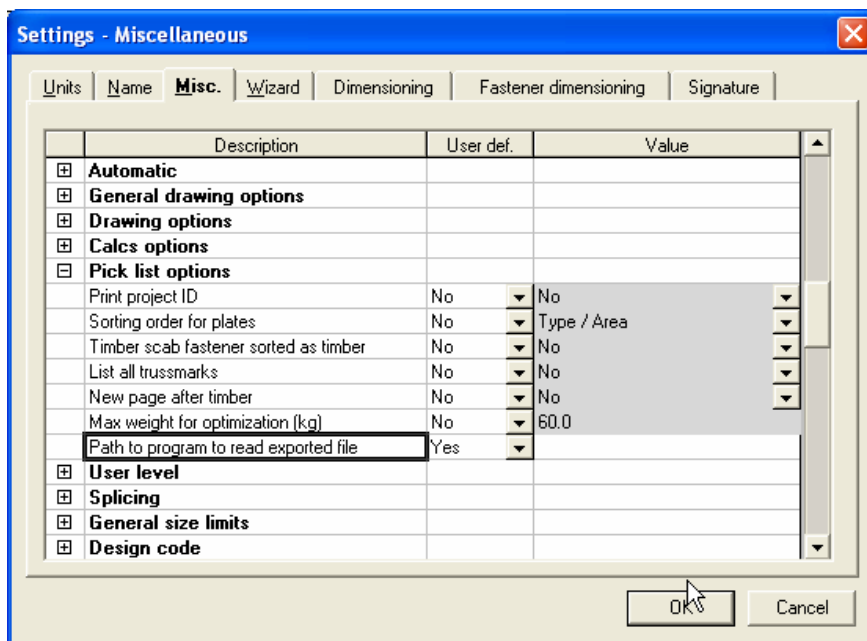 Settings - Miscellaneous
Units Name Misc. Wizard Dimensioning Fastener dimensioning Signature
Description User def. Value
Automatic
General drawing options
Drawing options
Calcs options
Pick list options
Print project ID No No
Sorting order for plates No Type / Area
Timber scab fastener sorted as timber No No
List all trussmarks No No
New page after timber No No
Max weight for optimization (kg) No 60.0
Path to program to read exported file Yes
User level
Splicing
General size limits
Design code
OK Cancel